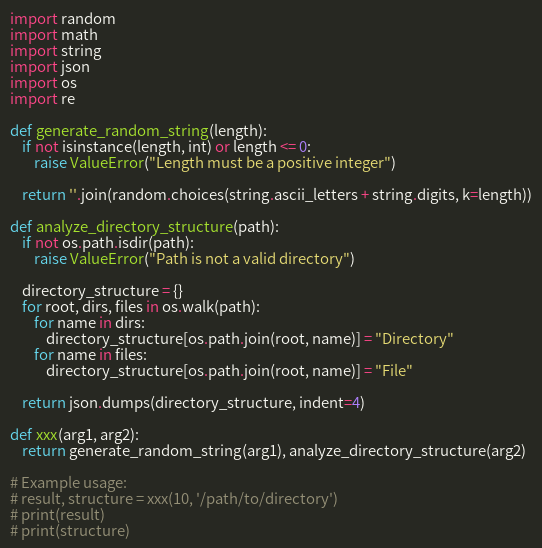 import random
import math
import string
import json
import os
import re

def generate_random_string(length):
    if not isinstance(length, int) or length <= 0:
        raise ValueError("Length must be a positive integer")

    return ''.join(random.choices(string.ascii_letters + string.digits, k=length))

def analyze_directory_structure(path):
    if not os.path.isdir(path):
        raise ValueError("Path is not a valid directory")

    directory_structure = {}
    for root, dirs, files in os.walk(path):
        for name in dirs:
            directory_structure[os.path.join(root, name)] = "Directory"
        for name in files:
            directory_structure[os.path.join(root, name)] = "File"

    return json.dumps(directory_structure, indent=4)

def xxx(arg1, arg2):
    return generate_random_string(arg1), analyze_directory_structure(arg2)

# Example usage:
# result, structure = xxx(10, '/path/to/directory')
# print(result)
# print(structure)